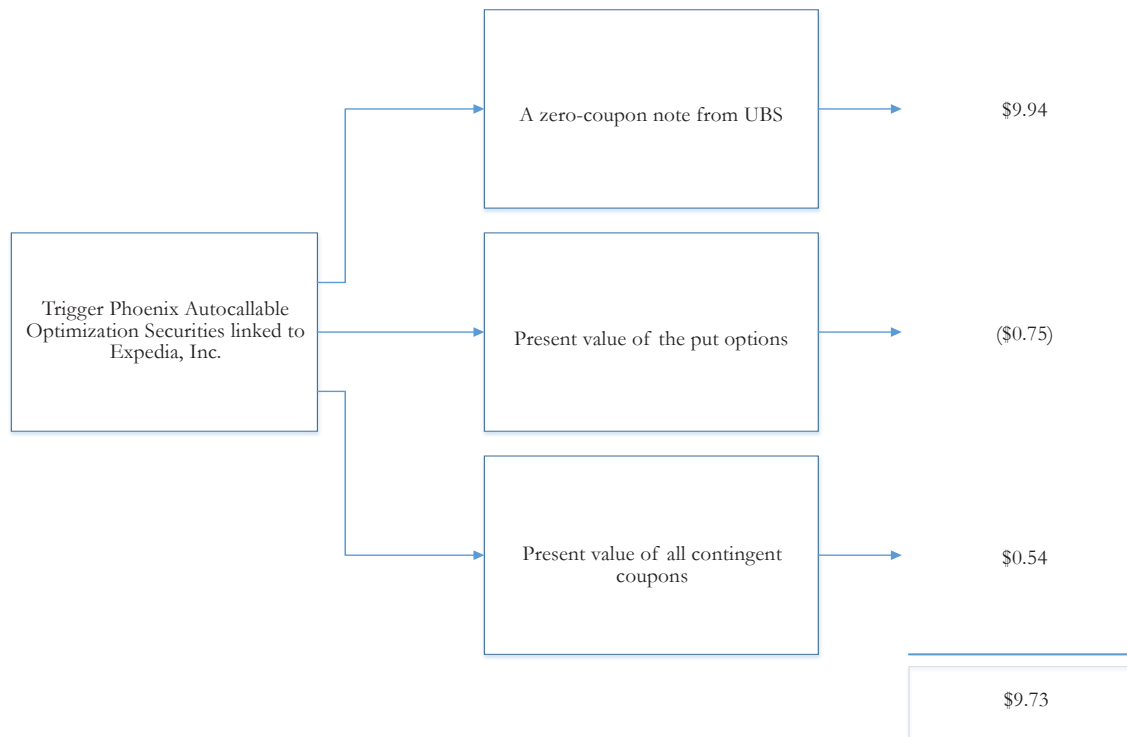 A zero-coupon note from UBS
$9.94
Trigger Phoenix Autocallable
Optimization Securities linked to
Expedia, Inc.
Present value of the put options
($0.75)
Present value of all contingent
coupons
$0.54
$9.73